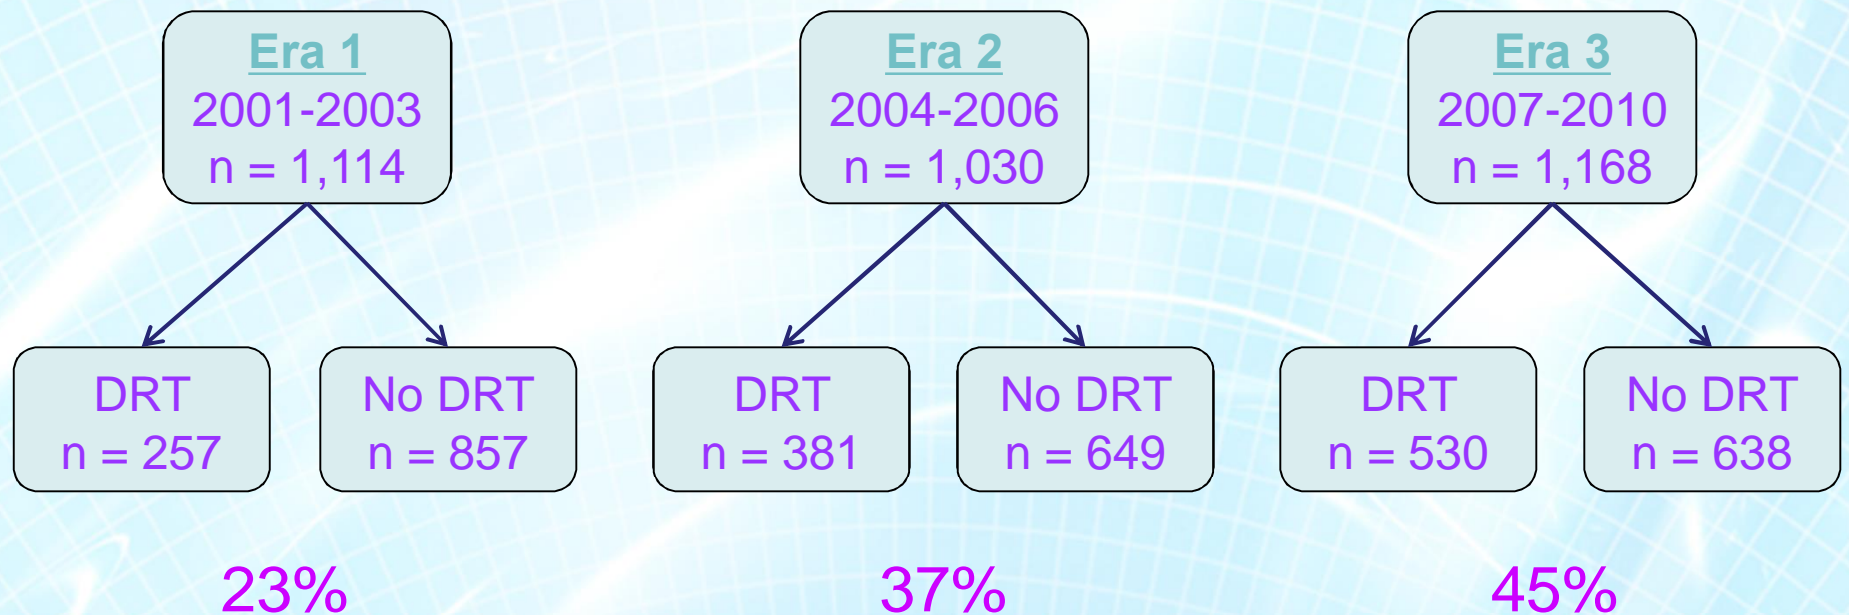 Era 1
2001-2003
n = 1,114
Era 2
2004-2006
n = 1,030
Era 3
2007-2010
n = 1,168
DRT
n = 257
No DRT
n = 857
DRT
n = 381
No DRT
n = 649
DRT
n = 530
No DRT
n = 638
23%
37%
45%